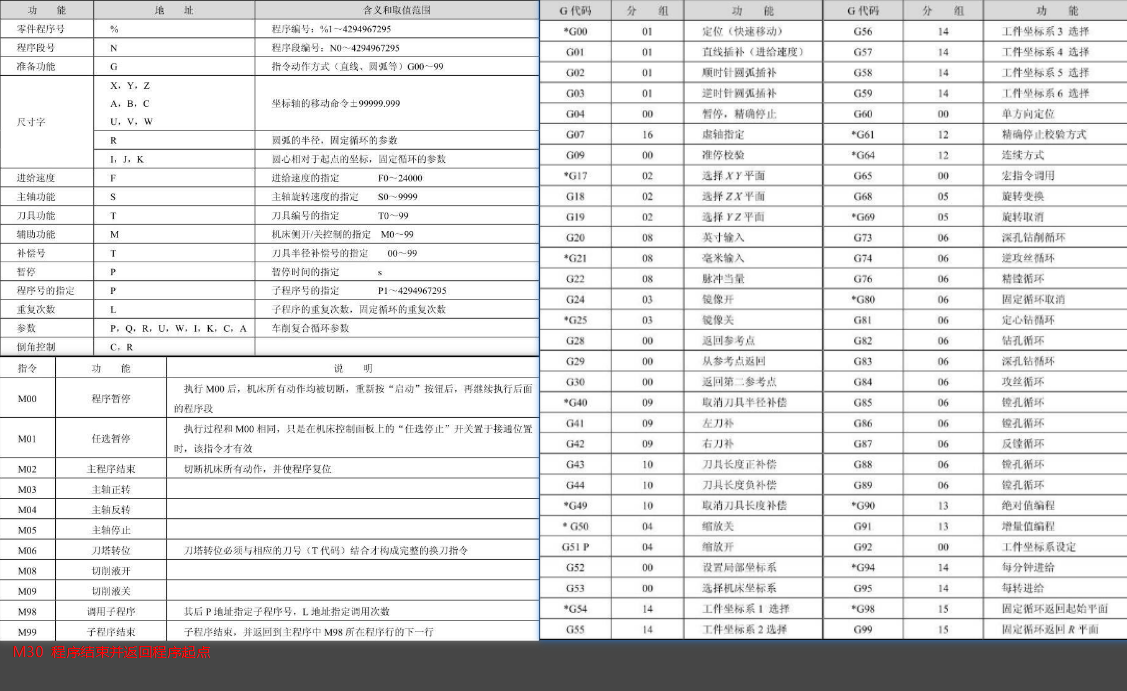 功 能 地 址 含义和取值范围
零件程序号 % 程序编号: %1～4294967295
程序段号 N 程序段编号: N0～4294967295
准备功能 G 指令动作方式（直线、圆弧等）G00～99
X, Y, Z
尺寸字 A, B, C 坐标轴的移动命令±99999.999
U, V, W
R 圆弧的半径, 固定循环的参数
I, J, K 圆心相对于起点的坐标, 固定循环的参数
进给速度 F 进给速度的指定 F0～24000
主轴功能 S 主轴旋转速度的指定 S0～9999
刀具功能 T 刀具编号的指定 T0～99
辅助功能 M 机床侧开/关控制的指定 M0～99
补偿号 T 刀具半径补偿号的指定 00～99
暂停 P 暂停时间的指定 s
程序号的指定 P 子程序号的指定 P1～4294967295
重复次数 L 子程序的重复次数, 固定循环的重复次数
参数 P, Q, R, U, W, I, K, C, A 车削复合循环参数
倒角控制 C, R
指令 功 能 说 明
M00 程序暂停 执行 M00 后, 机床所有动作均被切断, 重新按“启动”按钮后, 再继续执行后面
的程序段
M01 任选暂停 执行过程和 M00 相同, 只是在机床控制面板上的“任选停止”开关置于接通位置
时, 该指令才有效
M02 主程序结束 切断机床所有动作, 并使程序复位
M03 主轴正转
M04 主轴反转
M05 主轴停止
M06 刀塔转位 刀塔转位必须与相应的刀号（T 代码）结合才构成完整的换刀指令
M08 切削液开
M09 切削液关
M98 调用子程序 其后 P 地址指定子程序号, L 地址指定调用次数
M99 子程序结束 子程序结束, 并返回到主程序中 M98 所在程序行的下一行
M30 程序结束并返回程序起点
G 代码 分 组 功 能 G 代码 分 组 功 能
*G00 01 定位（快速移动） G56 14 工件坐标系 3 选择
G01 01 直线插补（进给速度） G57 14 工件坐标系 4 选择
G02 01 顺时针圆弧插补 G58 14 工件坐标系 5 选择
G03 01 逆时针圆弧插补 G59 14 工件坐标系 6 选择
G04 00 暂停, 精确停止 G60 00 单方向定位
G07 16 虚轴指定 *G61 12 精确停止校验方式
G09 00 准停校验 *G64 12 连续方式
*G17 02 选择 XY 平面 G65 00 宏指令调用
G18 02 选择 ZX 平面 G68 05 旋转变换
G19 02 选择 YZ 平面 *G69 05 旋转取消
G20 08 英寸输入 G73 06 深孔钻削循环
*G21 08 毫米输入 G74 06 逆攻丝循环
G22 08 脉冲当量 G76 06 精镗循环
G24 03 镜像开 *G80 06 固定循环取消
*G25 03 镜像关 G81 06 定心钻循环
G28 00 返回参考点 G82 06 钻孔循环
G29 00 从参考点返回 G83 06 深孔钻循环
G30 00 返回第二参考点 G84 06 攻丝循环
*G40 09 取消刀具半径补偿 G85 06 镗孔循环
G41 09 左刀补 G86 06 镗孔循环
G42 09 右刀补 G87 06 反镗循环
G43 10 刀具长度正补偿 G88 06 镗孔循环
G44 10 刀具长度负补偿 G89 06 镗孔循环
*G49 10 取消刀具长度补偿 *G90 13 绝对值编程
* G50 04 缩放关 G91 13 增量值编程
G51 P 04 缩放开 G92 00 工件坐标系设定
G52 00 设置局部坐标系 *G94 14 每分钟进给
G53 00 选择机床坐标系 G95 14 每转进给
*G54 14 工件坐标系 1 选择 *G98 15 固定循环返回起始平面
G55 14 工件坐标系 2 选择 G99 15 固定循环返回 R 平面